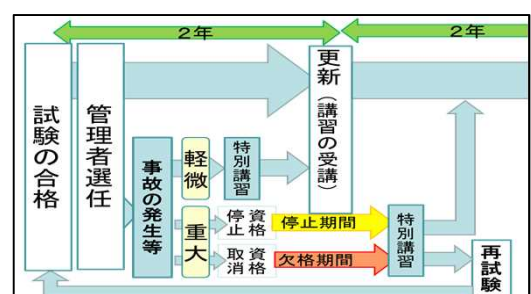 2年
2年
試験の合格
管理者選任
事故の発生等
軽微
特別講習
更新(講習の受講)
重大
資格停止
停止期間
資格取消
欠格期間
特別講習
再試験